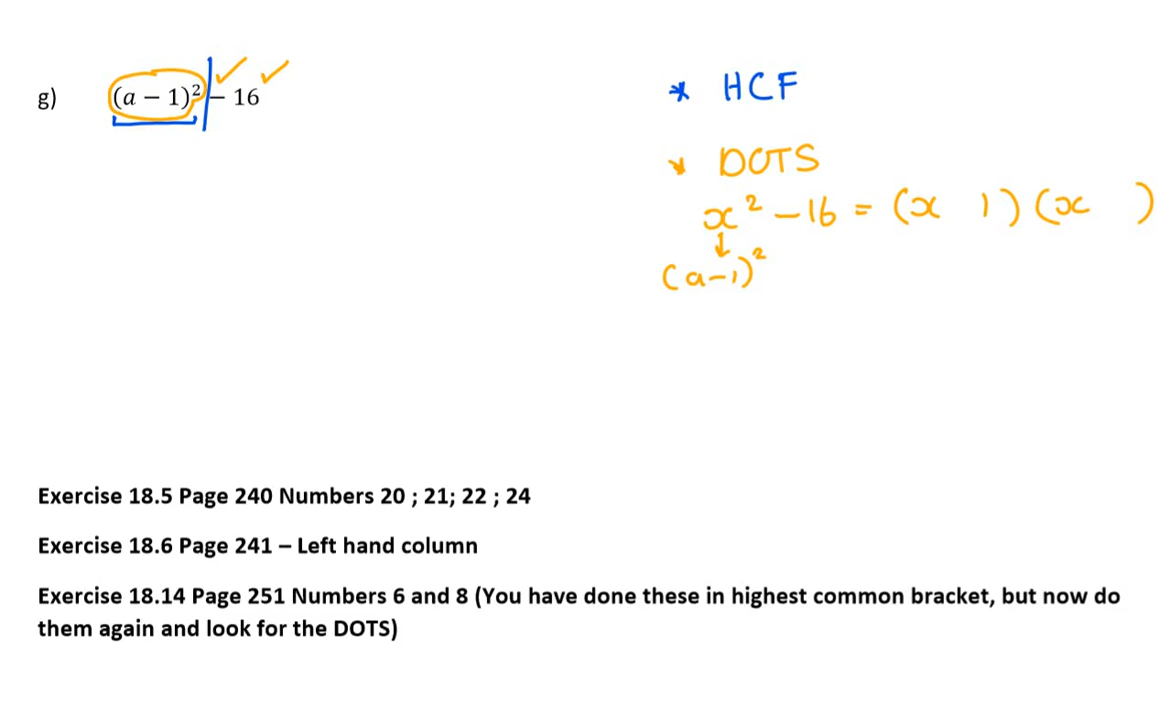 g) (a − 1)² − 16
* HCF
* DOTS
x² − 16 = (x 1) (x )
↓
(a−1)²
Exercise 18.5 Page 240 Numbers 20 ; 21; 22 ; 24
Exercise 18.6 Page 241 – Left hand column
Exercise 18.14 Page 251 Numbers 6 and 8 (You have done these in highest common bracket, but now do
them again and look for the DOTS)